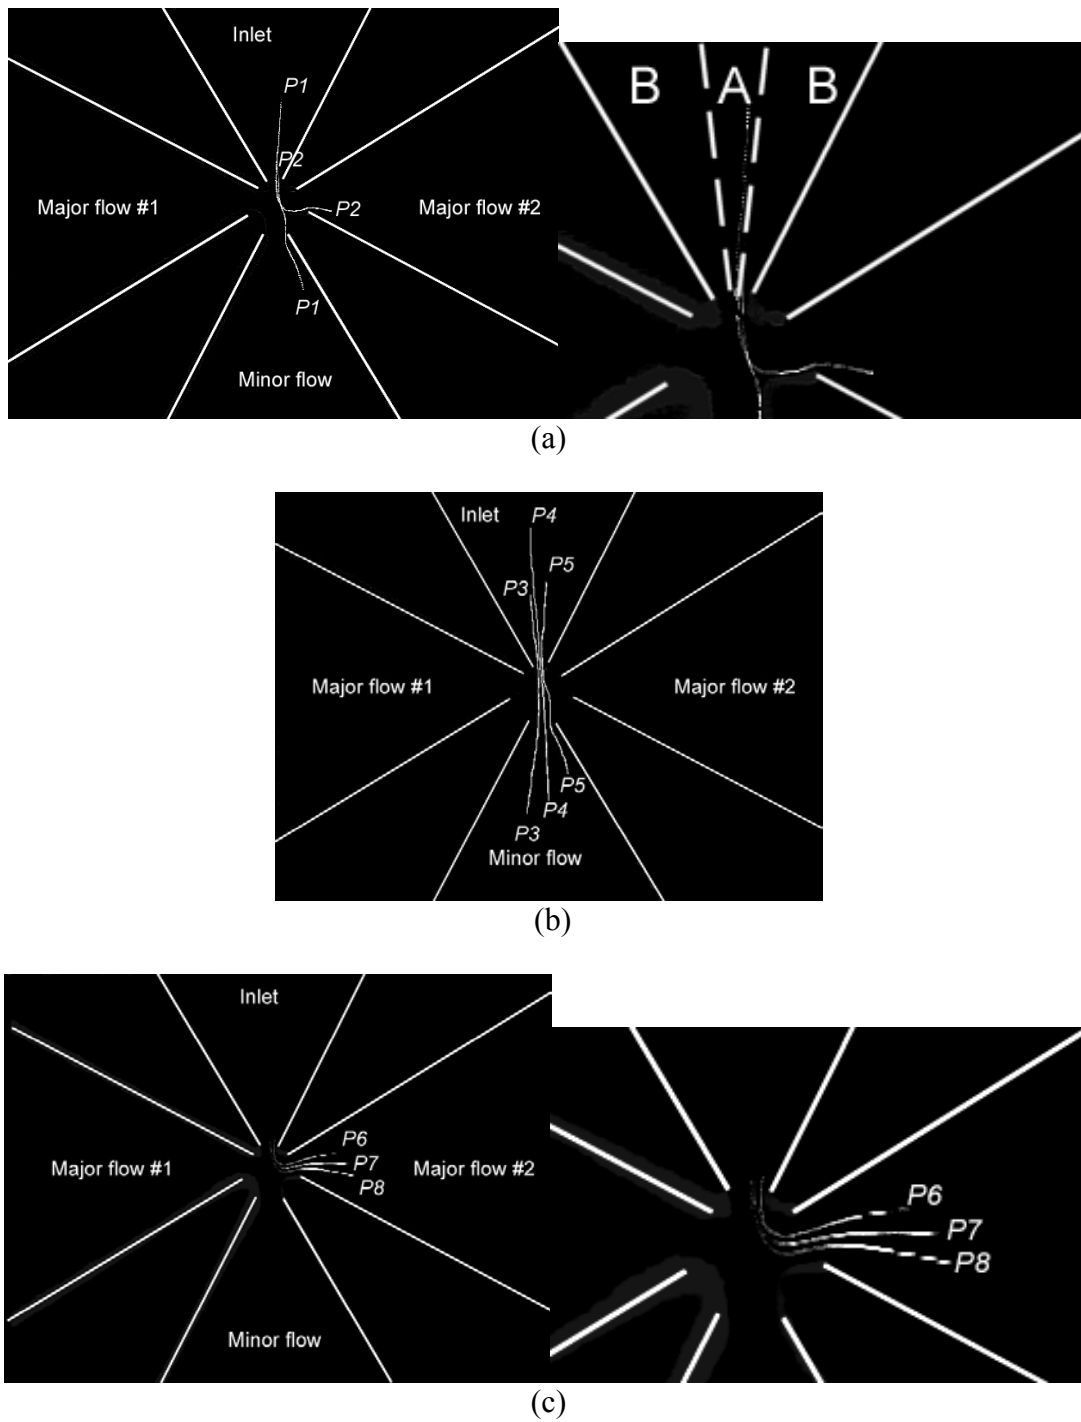 Inlet
P1
P2
Major flow #1
P2
Major flow #2
P1
Minor flow
B
A
B
(a)
Inlet
P4
P5
P3
Major flow #1
Major flow #2
P5
P4
P3
Minor flow
(b)
Inlet
P6
Major flow #1
P7
Major flow #2
P8
Minor flow
P6
P7
P8
(c)